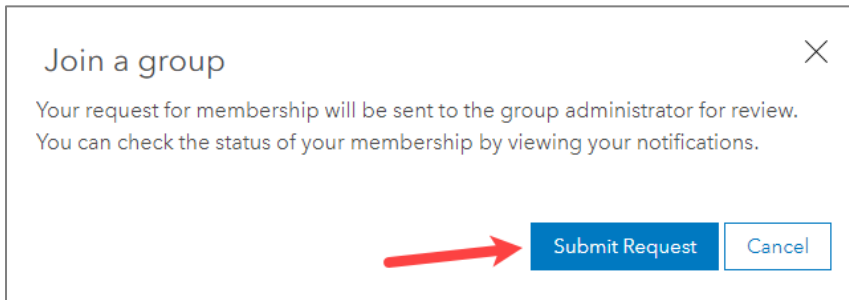 Join a group
Your request for membership will be sent to the group administrator for review.
You can check the status of your membership by viewing your notifications.
Submit Request
Cancel